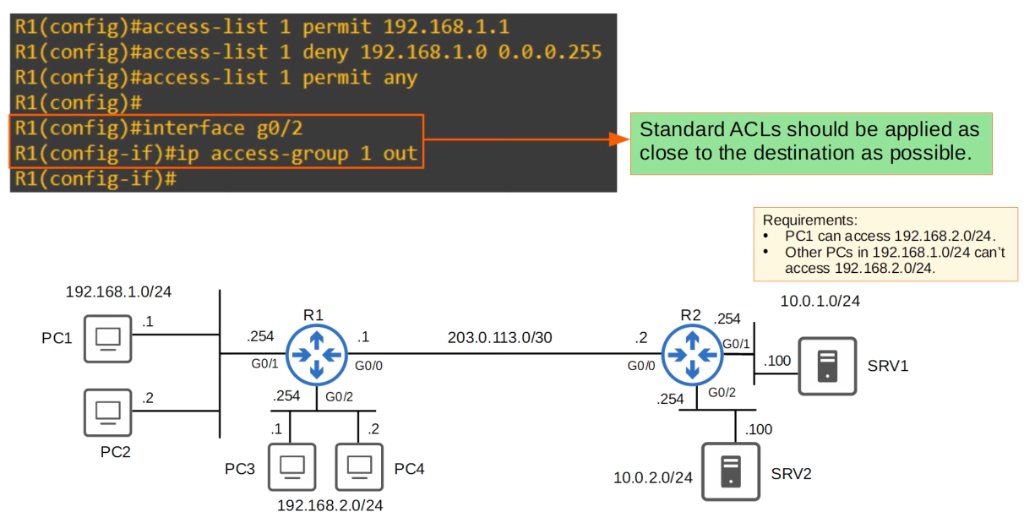 R1(config)#access-list 1 permit 192.168.1.1
R1(config)#access-list 1 deny 192.168.1.0 0.0.0.255
R1(config)#access-list 1 permit any
R1(config)#
R1(config)#interface g0/2
R1(config-if)#ip access-group 1 out
R1(config-if)#
Standard ACLs should be applied as
close to the destination as possible.
Requirements:
• PC1 can access 192.168.2.0/24.
• Other PCs in 192.168.1.0/24 can't
access 192.168.2.0/24.
192.168.1.0/24
10.0.1.0/24
PC1
.1
.254
G0/1
R1
.1
G0/0
203.0.113.0/30
.2
G0/0
R2
.254
G0/1
.100
SRV1
.2
PC2
.254
G0/2
.1
.2
PC3
PC4
192.168.2.0/24
.254
G0/2
.100
10.0.2.0/24
SRV2